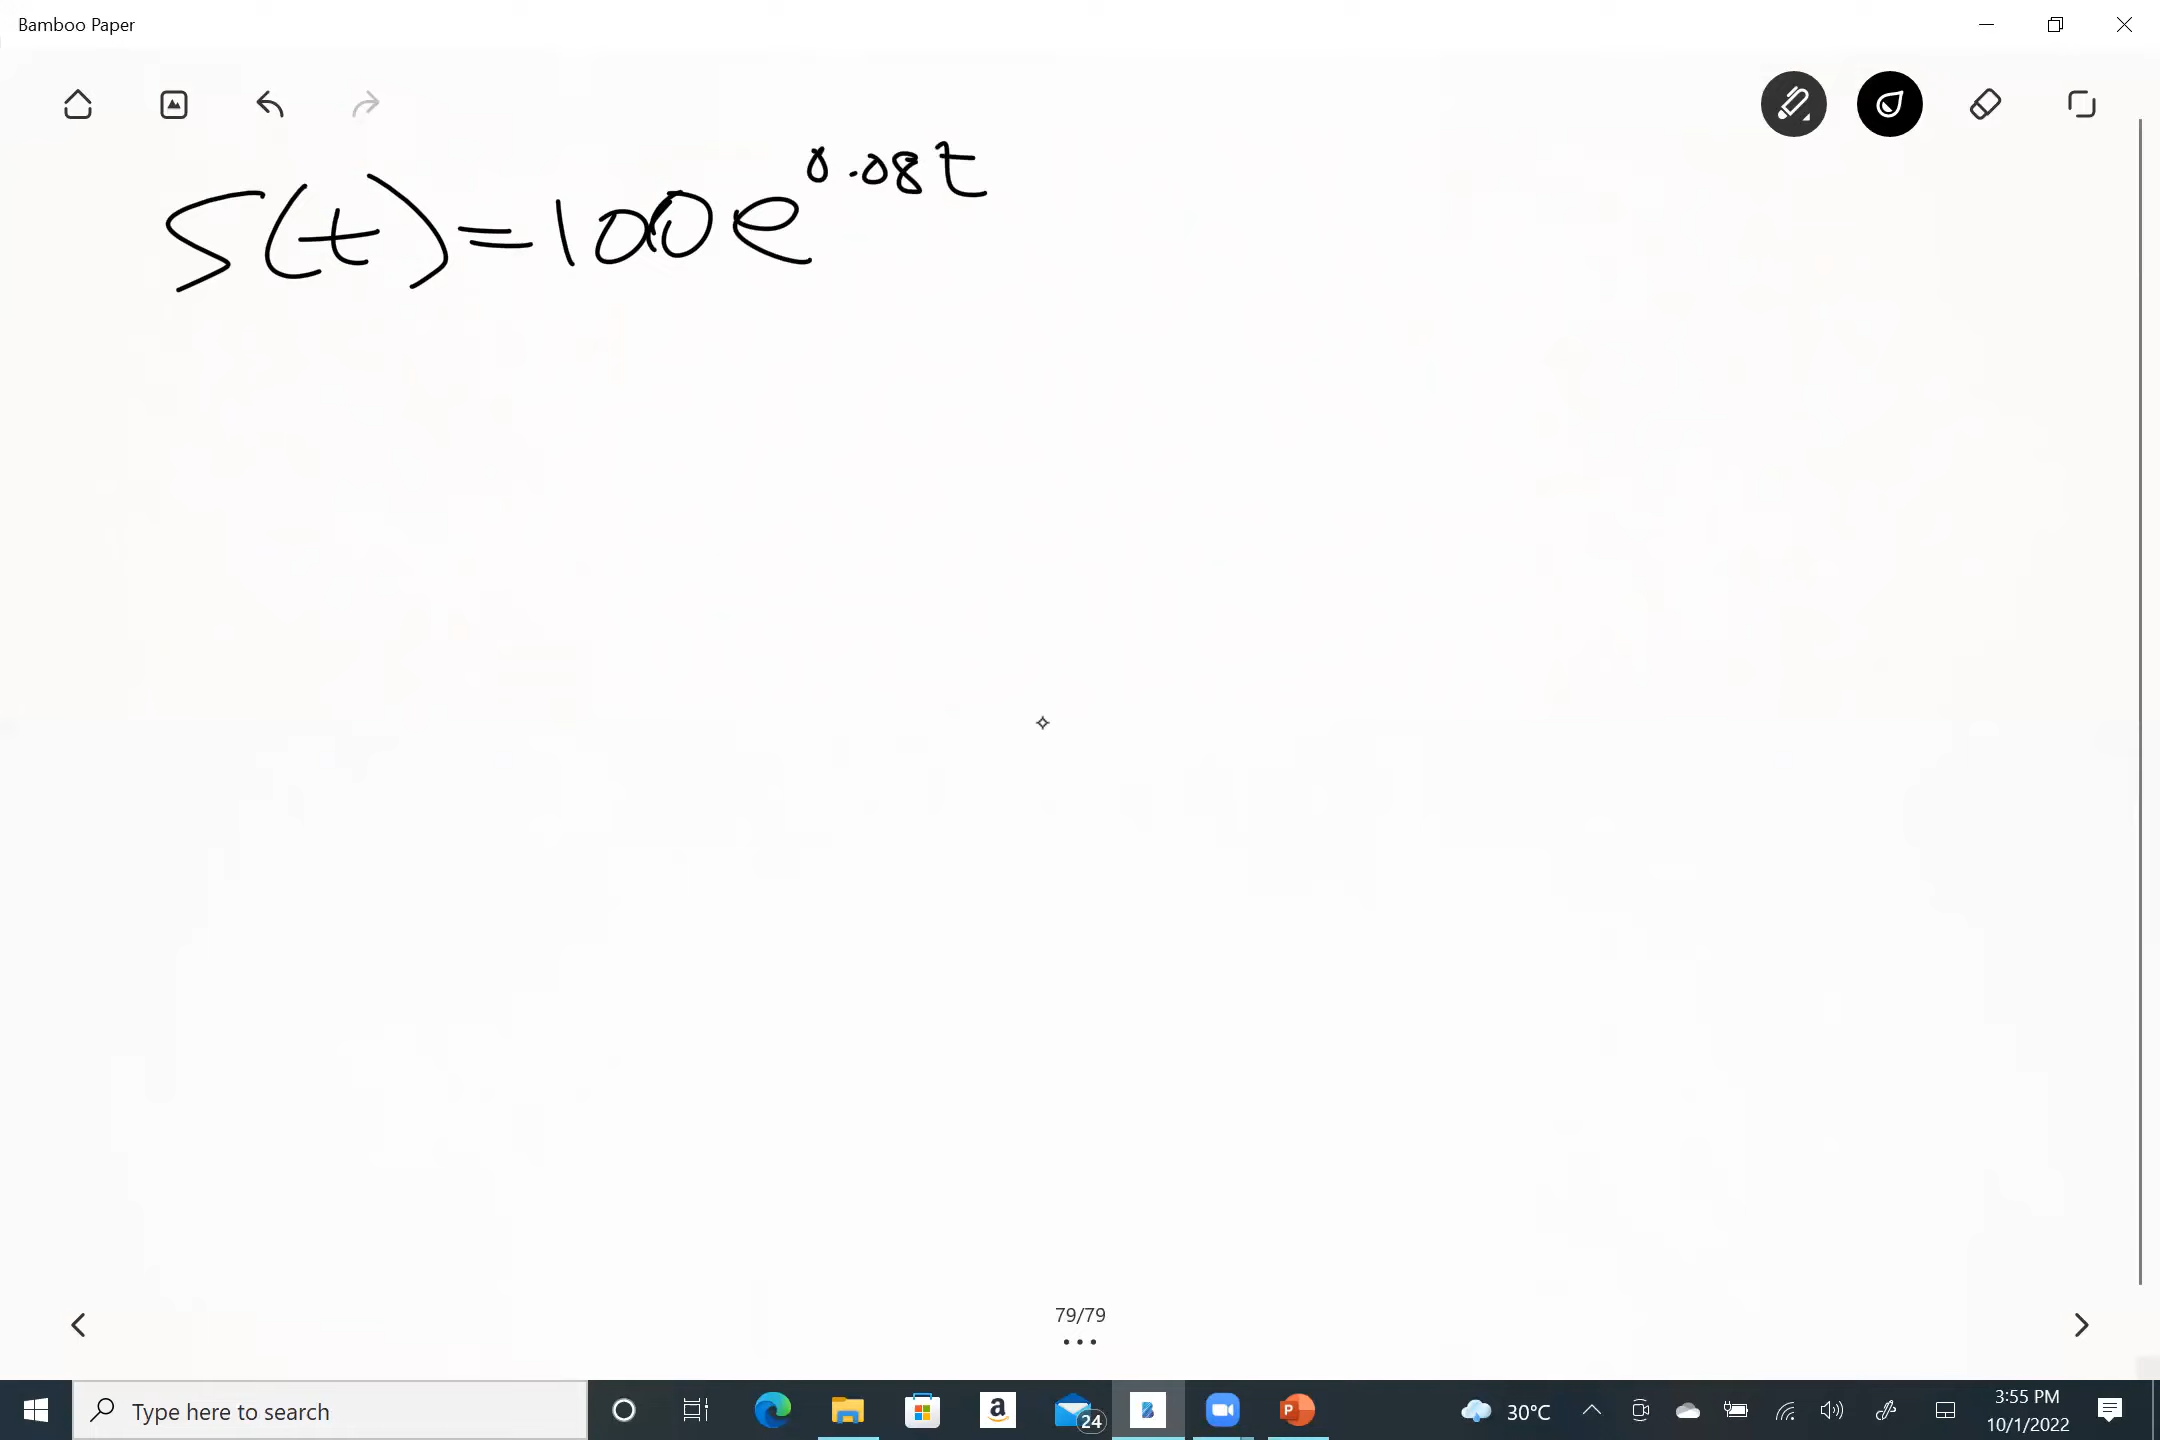 Bamboo Paper
S(t)=100e^{0.08t}
79/79
Type here to search
24
30°C
3:55 PM
10/1/2022